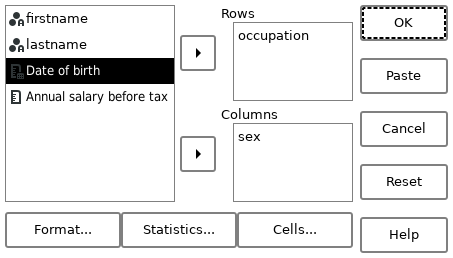 firstname
lastname
Date of birth
Annual salary before tax
Rows
occupation
Columns
sex
OK
Paste
Cancel
Reset
Help
Format...
Statistics...
Cells...